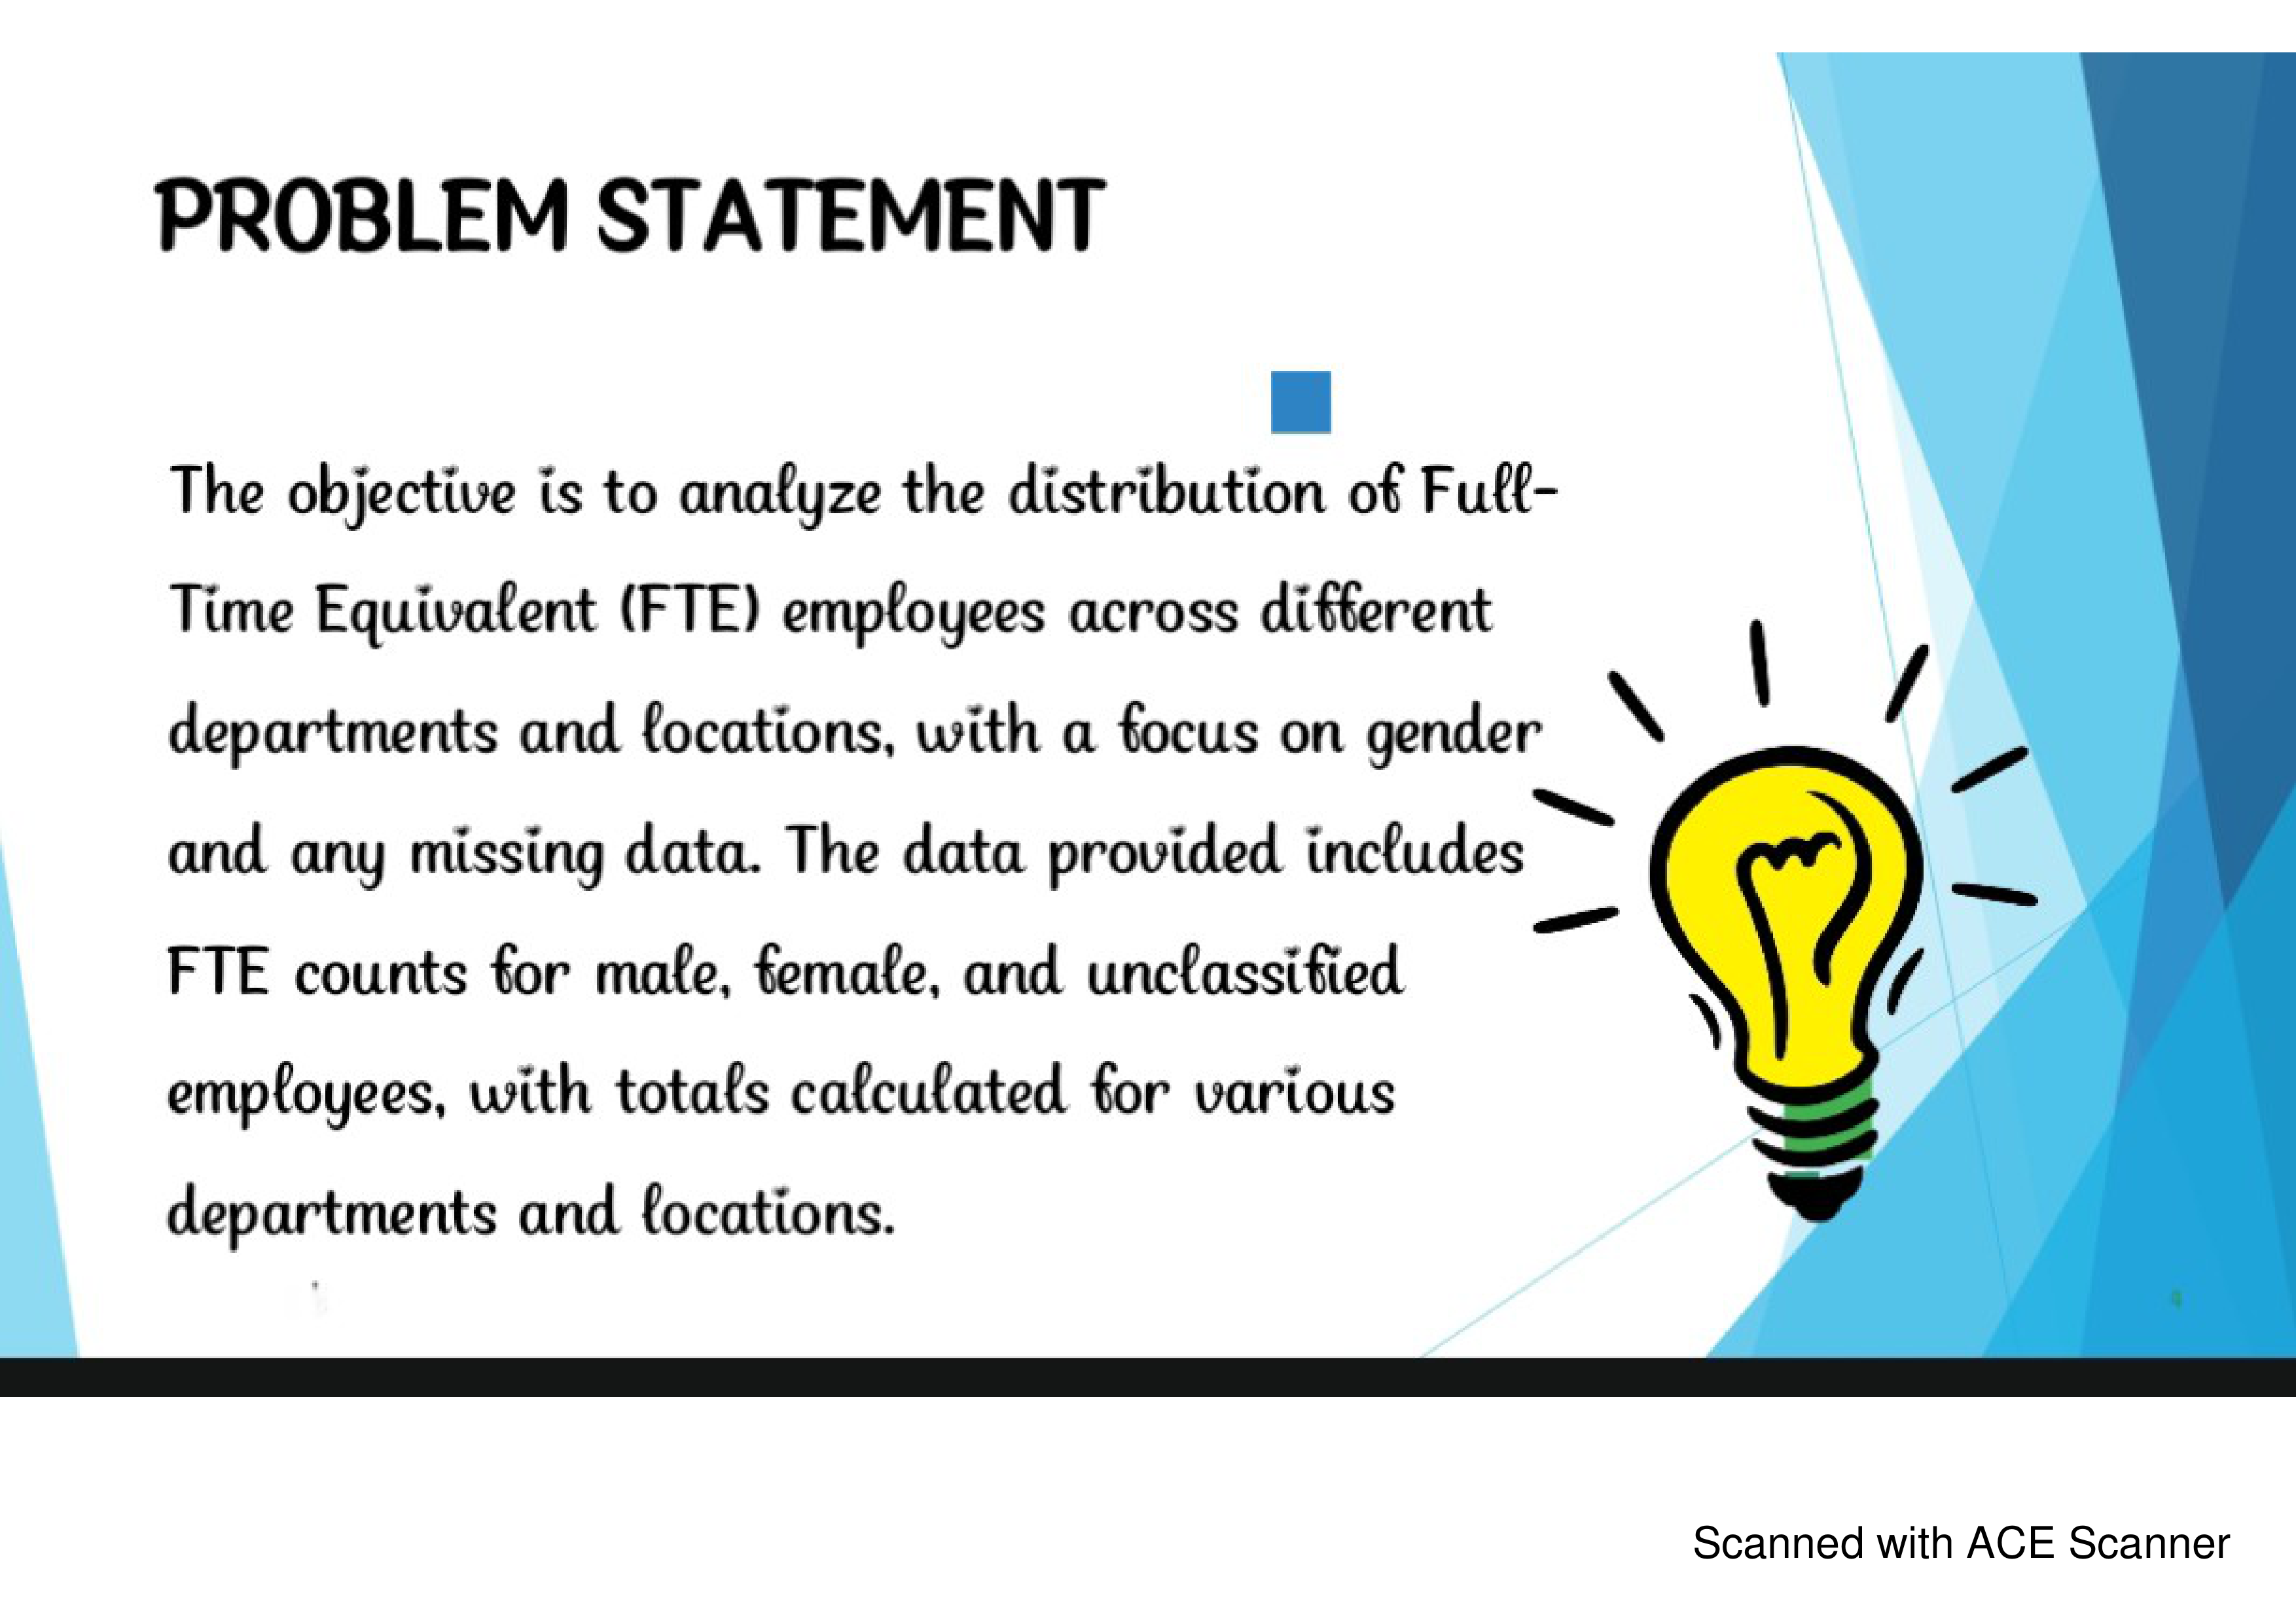 PROBLEM STATEMENT
The objective is to analyze the distribution of Full-
Time Equivalent (FTE) employees across different
departments and locations, with a focus on gender
and any missing data. The data provided includes
FTE counts for male, female, and unclassified
employees, with totals calculated for various
departments and locations.
Scanned with ACE Scanner